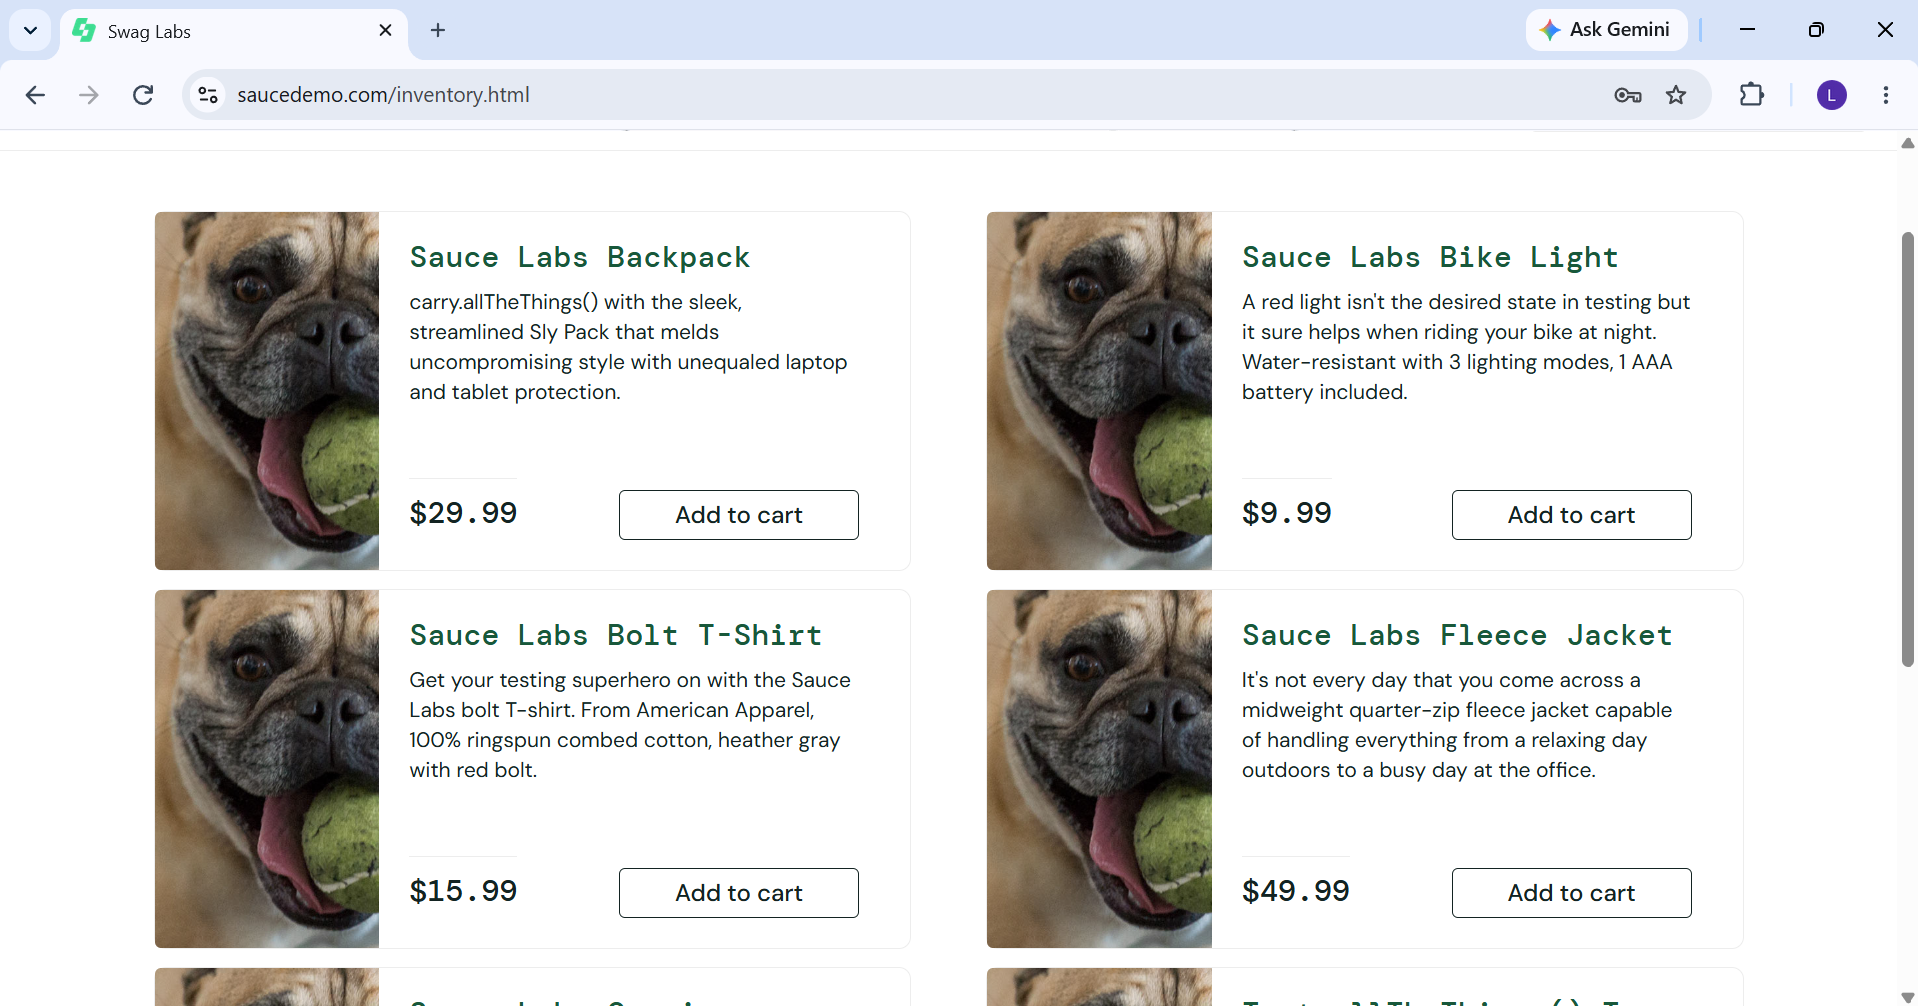 Swag Labs
Ask Gemini
saucedemo.com/inventory.html
L
Sauce Labs Backpack
carry.allTheThings() with the sleek,
streamlined Sly Pack that melds
uncompromising style with unequaled laptop
and tablet protection.
$29.99
Add to cart
Sauce Labs Bike Light
A red light isn't the desired state in testing but
it sure helps when riding your bike at night.
Water-resistant with 3 lighting modes, 1 AAA
battery included.
$9.99
Add to cart
Sauce Labs Bolt T-Shirt
Get your testing superhero on with the Sauce
Labs bolt T-shirt. From American Apparel,
100% ringspun combed cotton, heather gray
with red bolt.
$15.99
Add to cart
Sauce Labs Fleece Jacket
It's not every day that you come across a
midweight quarter-zip fleece jacket capable
of handling everything from a relaxing day
outdoors to a busy day at the office.
$49.99
Add to cart